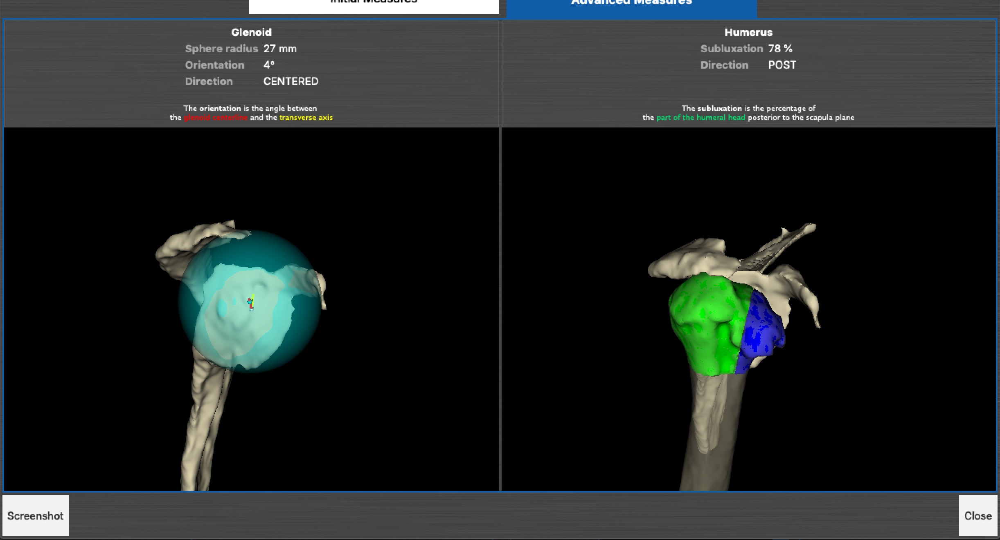 Initial Measures
Advanced Measures
Glenoid
Sphere radius 27 mm
Orientation 4°
Direction CENTERED
The orientation is the angle between
the glenoid centerline and the transverse axis
Humerus
Subluxation 78 %
Direction POST
The subluxation is the percentage of
the part of the humeral head posterior to the scapula plane
Screenshot
Close